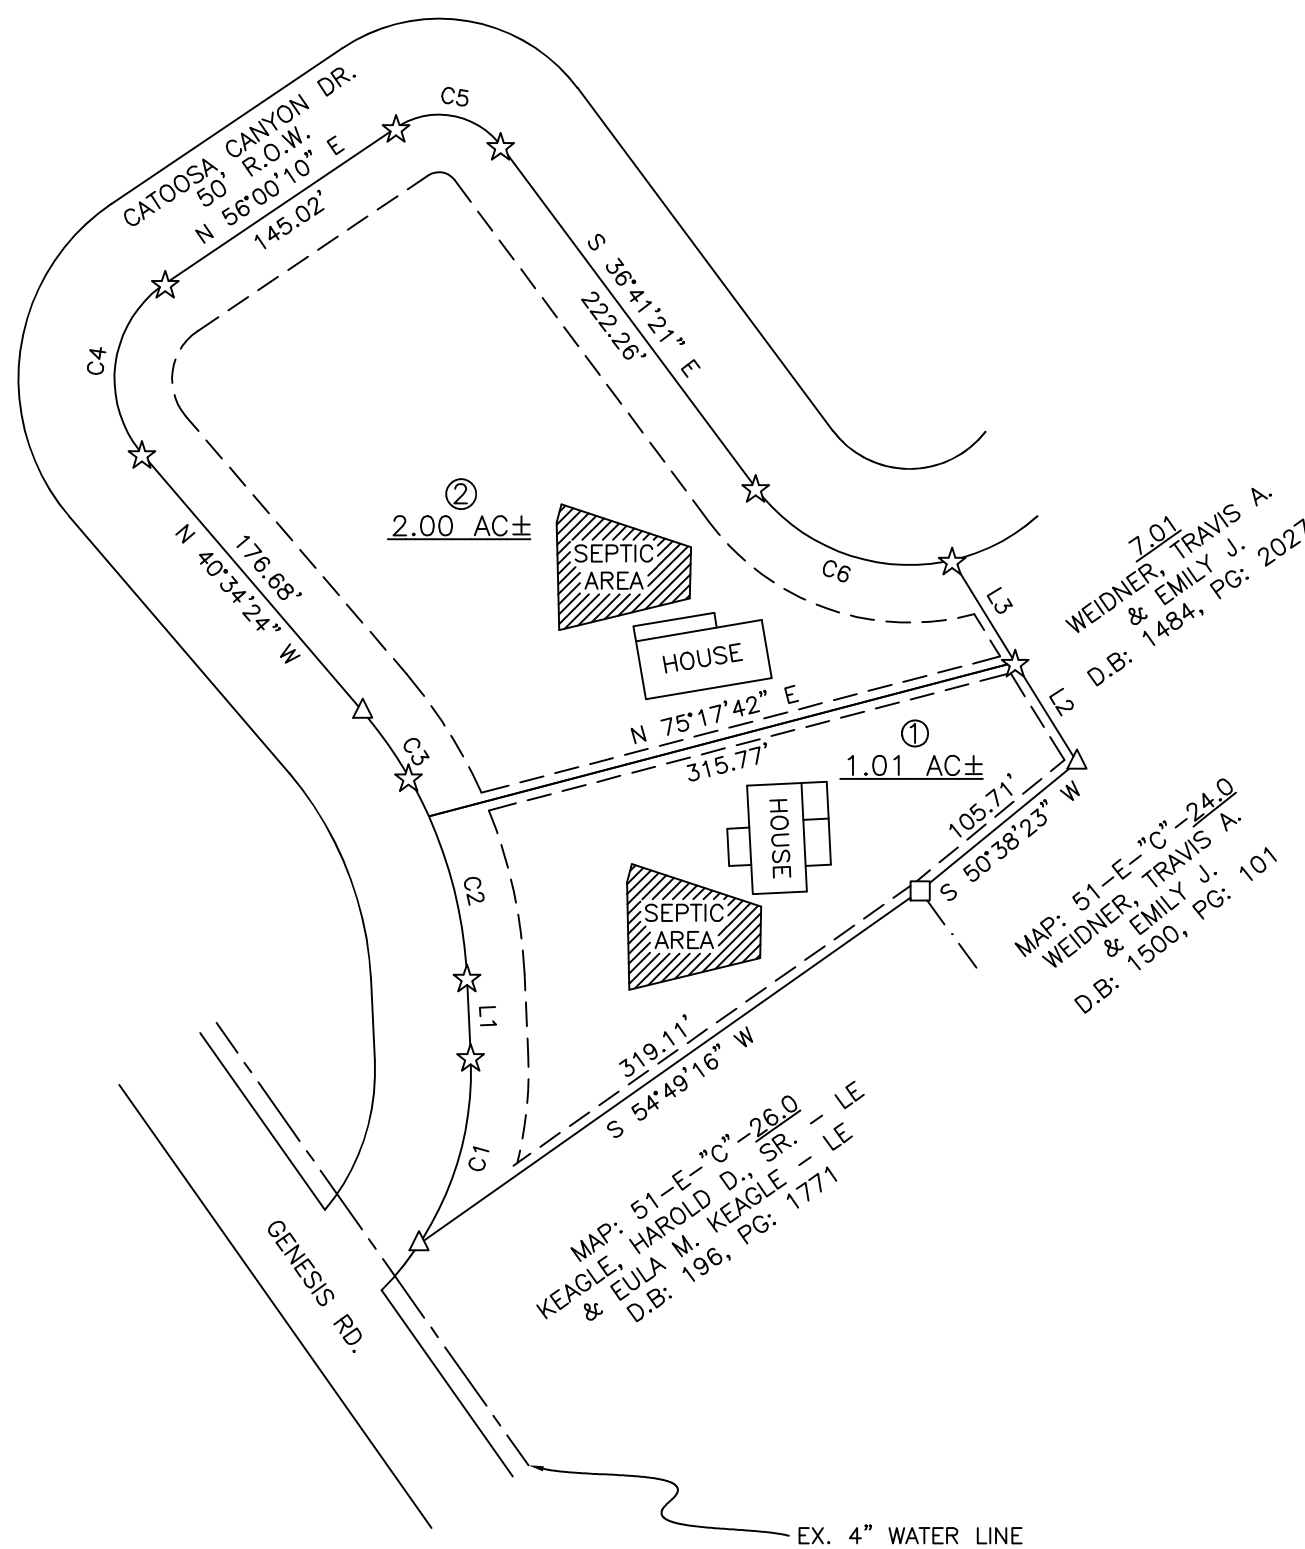 C5
CATOOSA CANYON DR.
50' R.O.W.
N 56°00'10" E
145.02'
S 36°41'21" E
222.26'
C4
N 40°34'24" W
176.68'
②
2.00 AC±
SEPTIC
AREA
HOUSE
C6
L3
7.01
WEIDNER, TRAVIS A.
& EMILY J.
D.B: 1484, PG: 2027
N 75°17'42" E
315.77'
L2
①
1.01 AC±
C3
HOUSE
105.71'
S 50°38'23" W
MAP: 51-E-"C"-24.0
WEIDNER, TRAVIS A.
& EMILY J.
D.B: 1500, PG: 101
C2
SEPTIC
AREA
L1
319.11'
S 54°49'16" W
C1
MAP: 51-E-"C"-26.0
KEAGLE, HAROLD D., SR. - LE
& EULA M. KEAGLE - LE
D.B: 196, PG: 1771
GENESIS RD.
EX. 4" WATER LINE